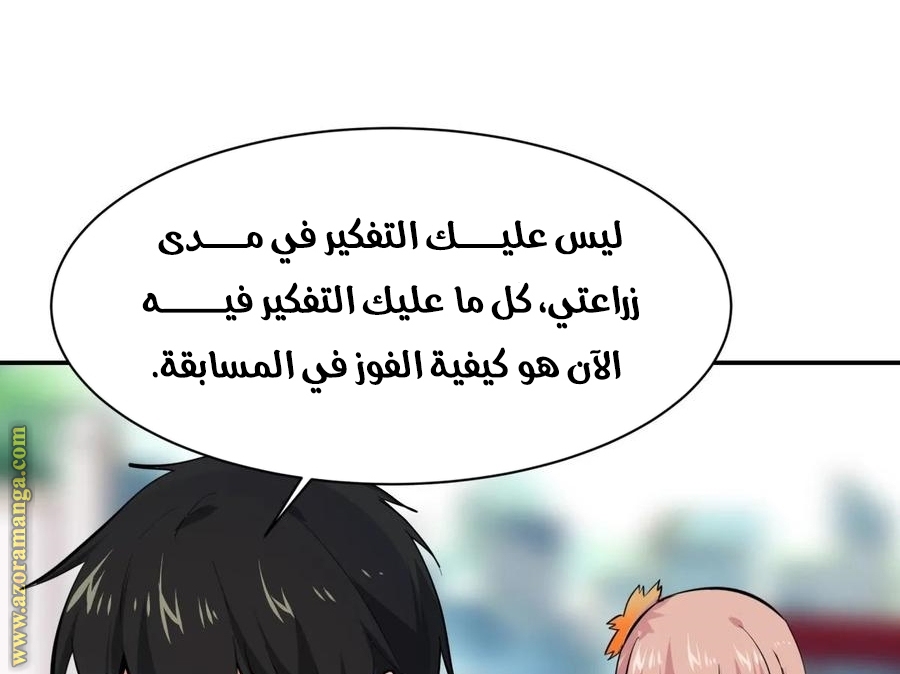 ليس عليـــك التفكير في مـــدى
زراعتي، كل ما عليك التفكير فيـــــه
الآن هو كيفية الفوز في المسابقة.
www.azoramanga.com